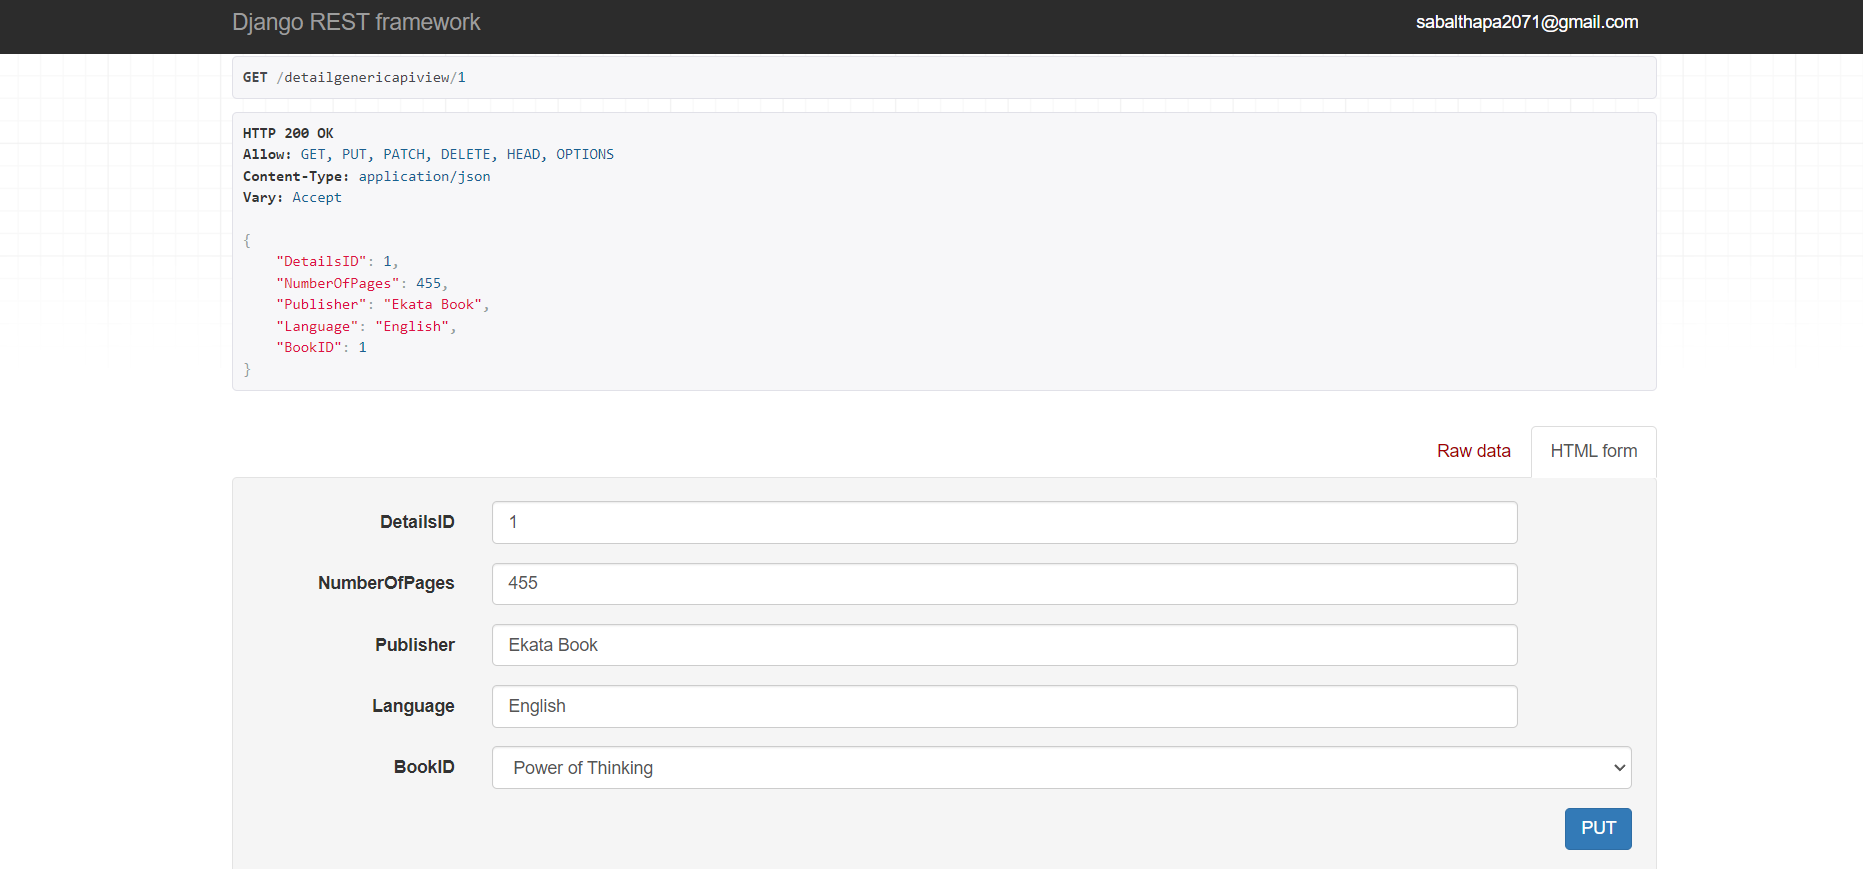 Django REST framework
sabalthapa2071@gmail.com
GET /detailgenericapiview/1
HTTP 200 OK
Allow: GET, PUT, PATCH, DELETE, HEAD, OPTIONS
Content-Type: application/json
Vary: Accept
{
    "DetailsID": 1,
    "NumberOfPages": 455,
    "Publisher": "Ekata Book",
    "Language": "English",
    "BookID": 1
}
Raw data
HTML form
DetailsID 1
NumberOfPages 455
Publisher Ekata Book
Language English
BookID Power of Thinking
PUT